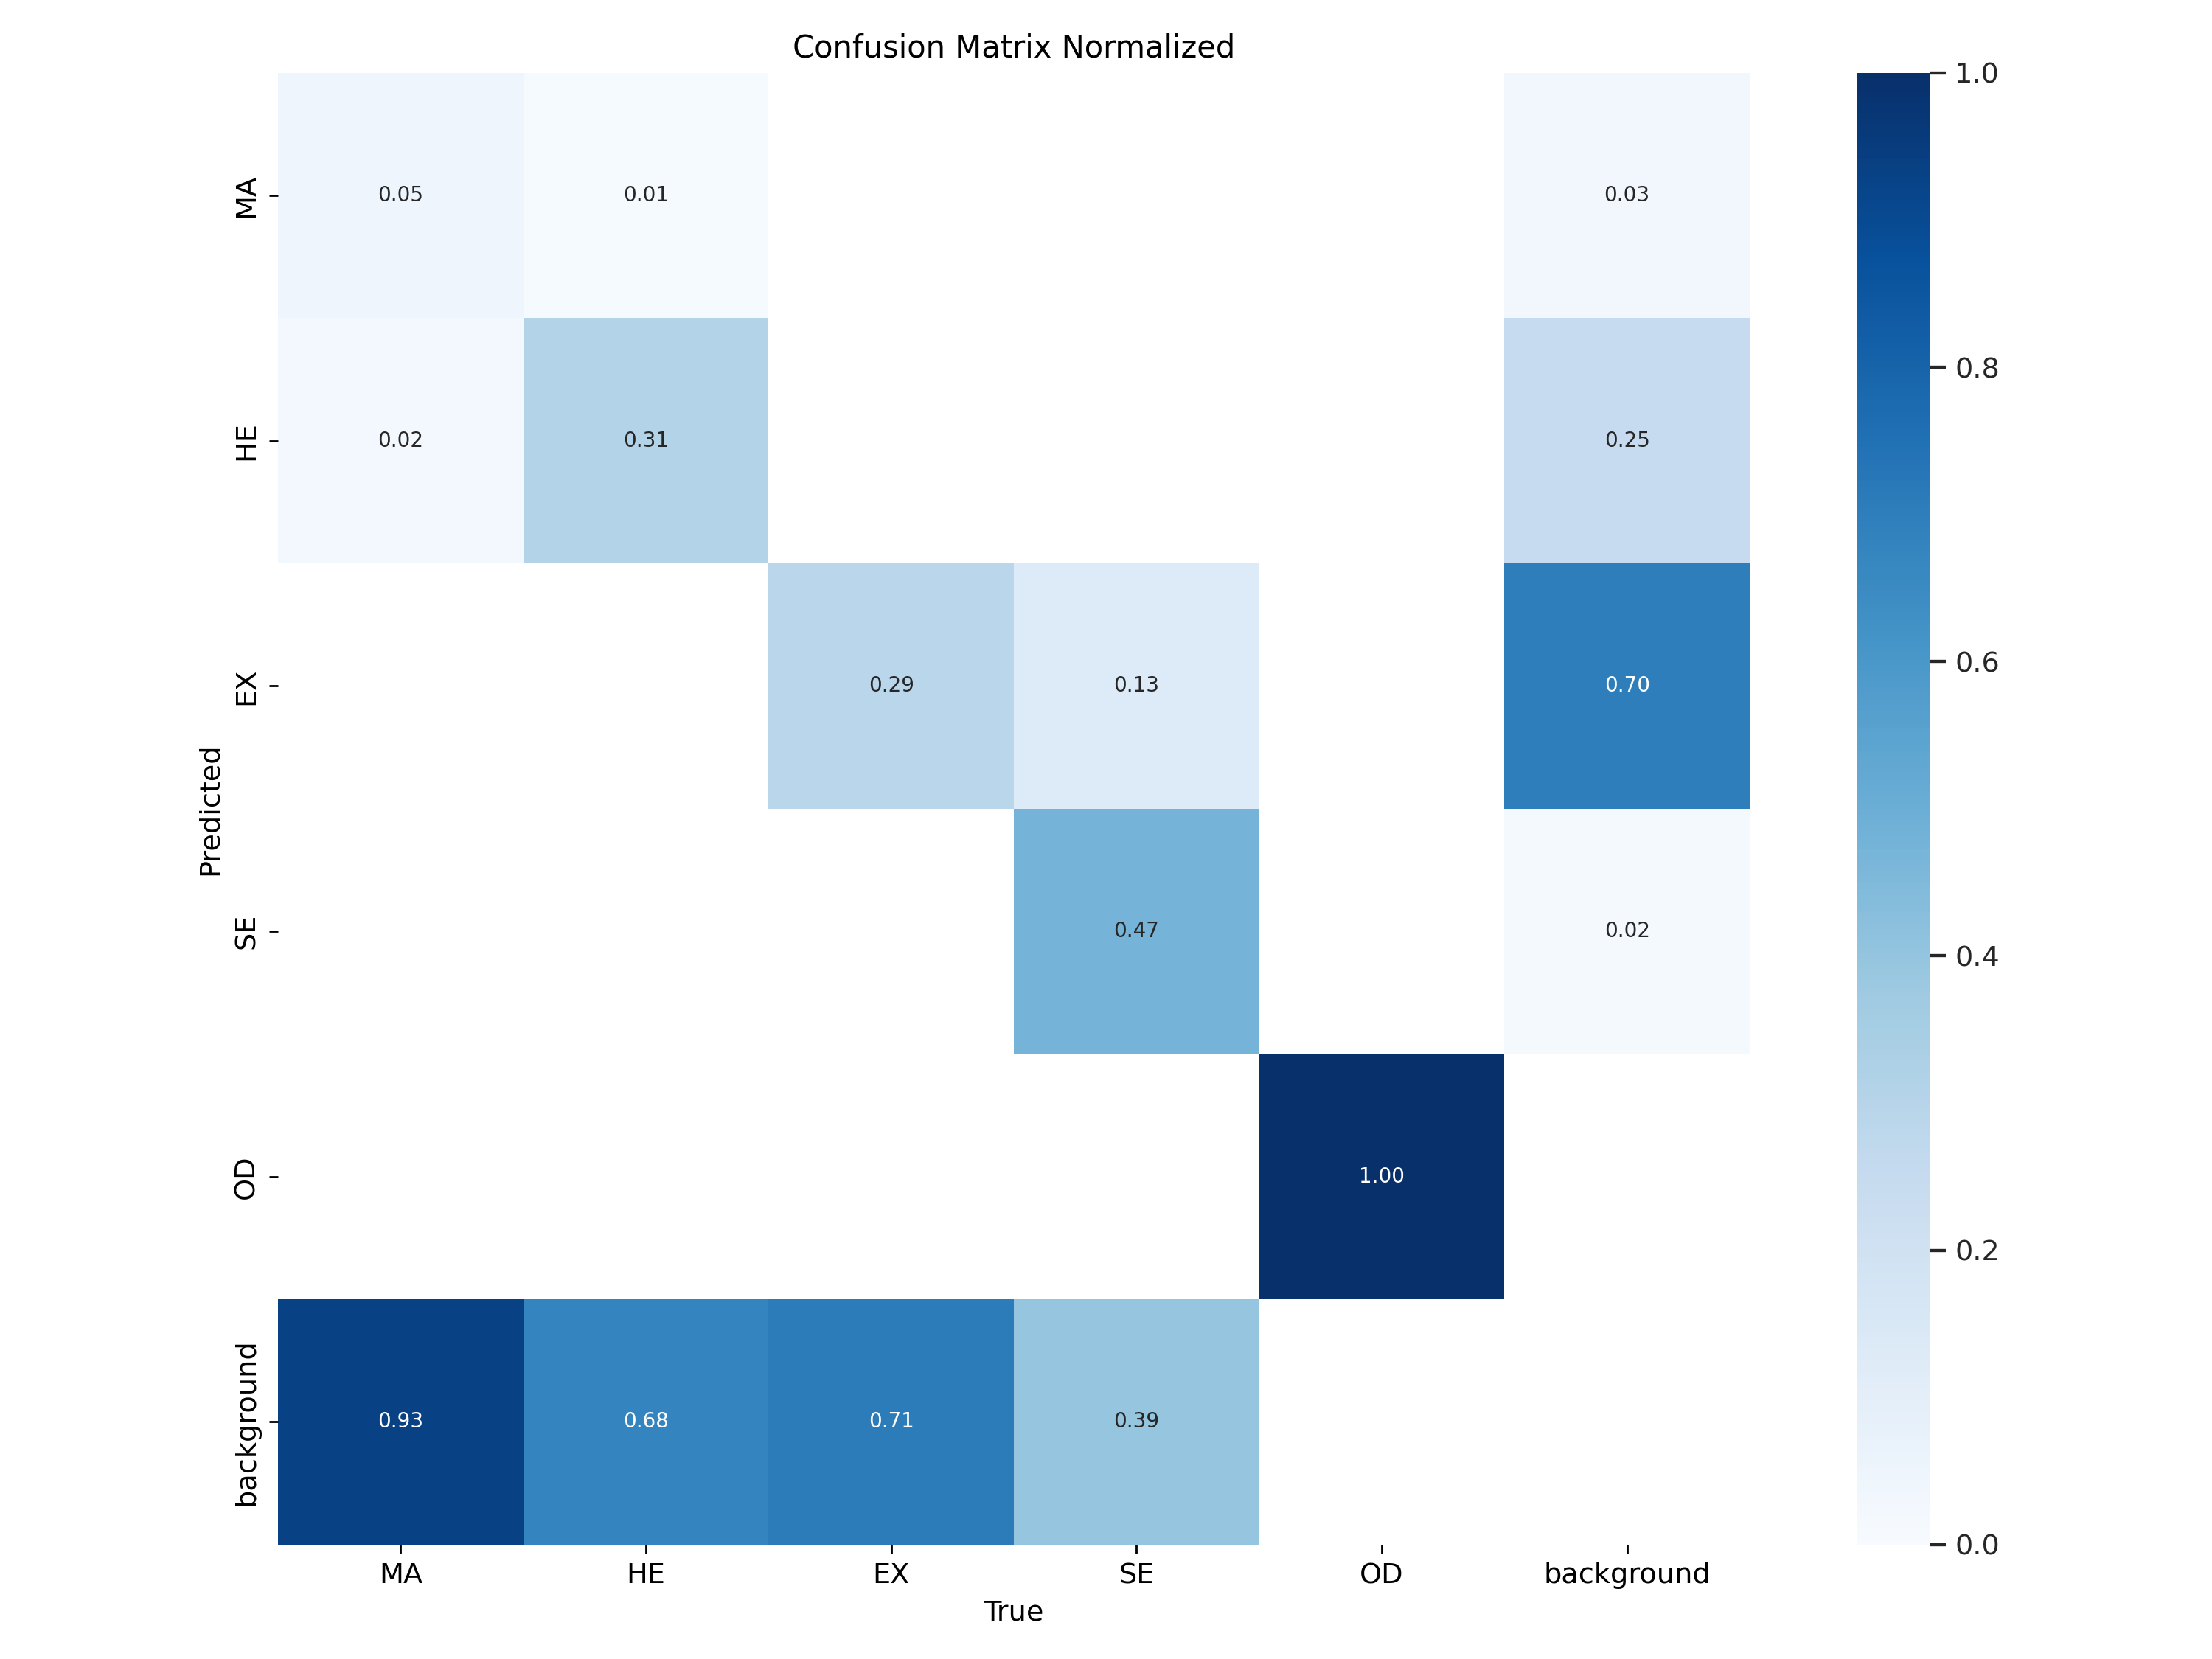 Confusion Matrix Normalized
MA 0.05 0.01 0.03
HE 0.02 0.31 0.25
EX 0.29 0.13 0.70
SE 0.47 0.02
OD 1.00
background 0.93 0.68 0.71 0.39
Predicted
MA HE EX SE OD background
True
1.0
0.8
0.6
0.4
0.2
0.0